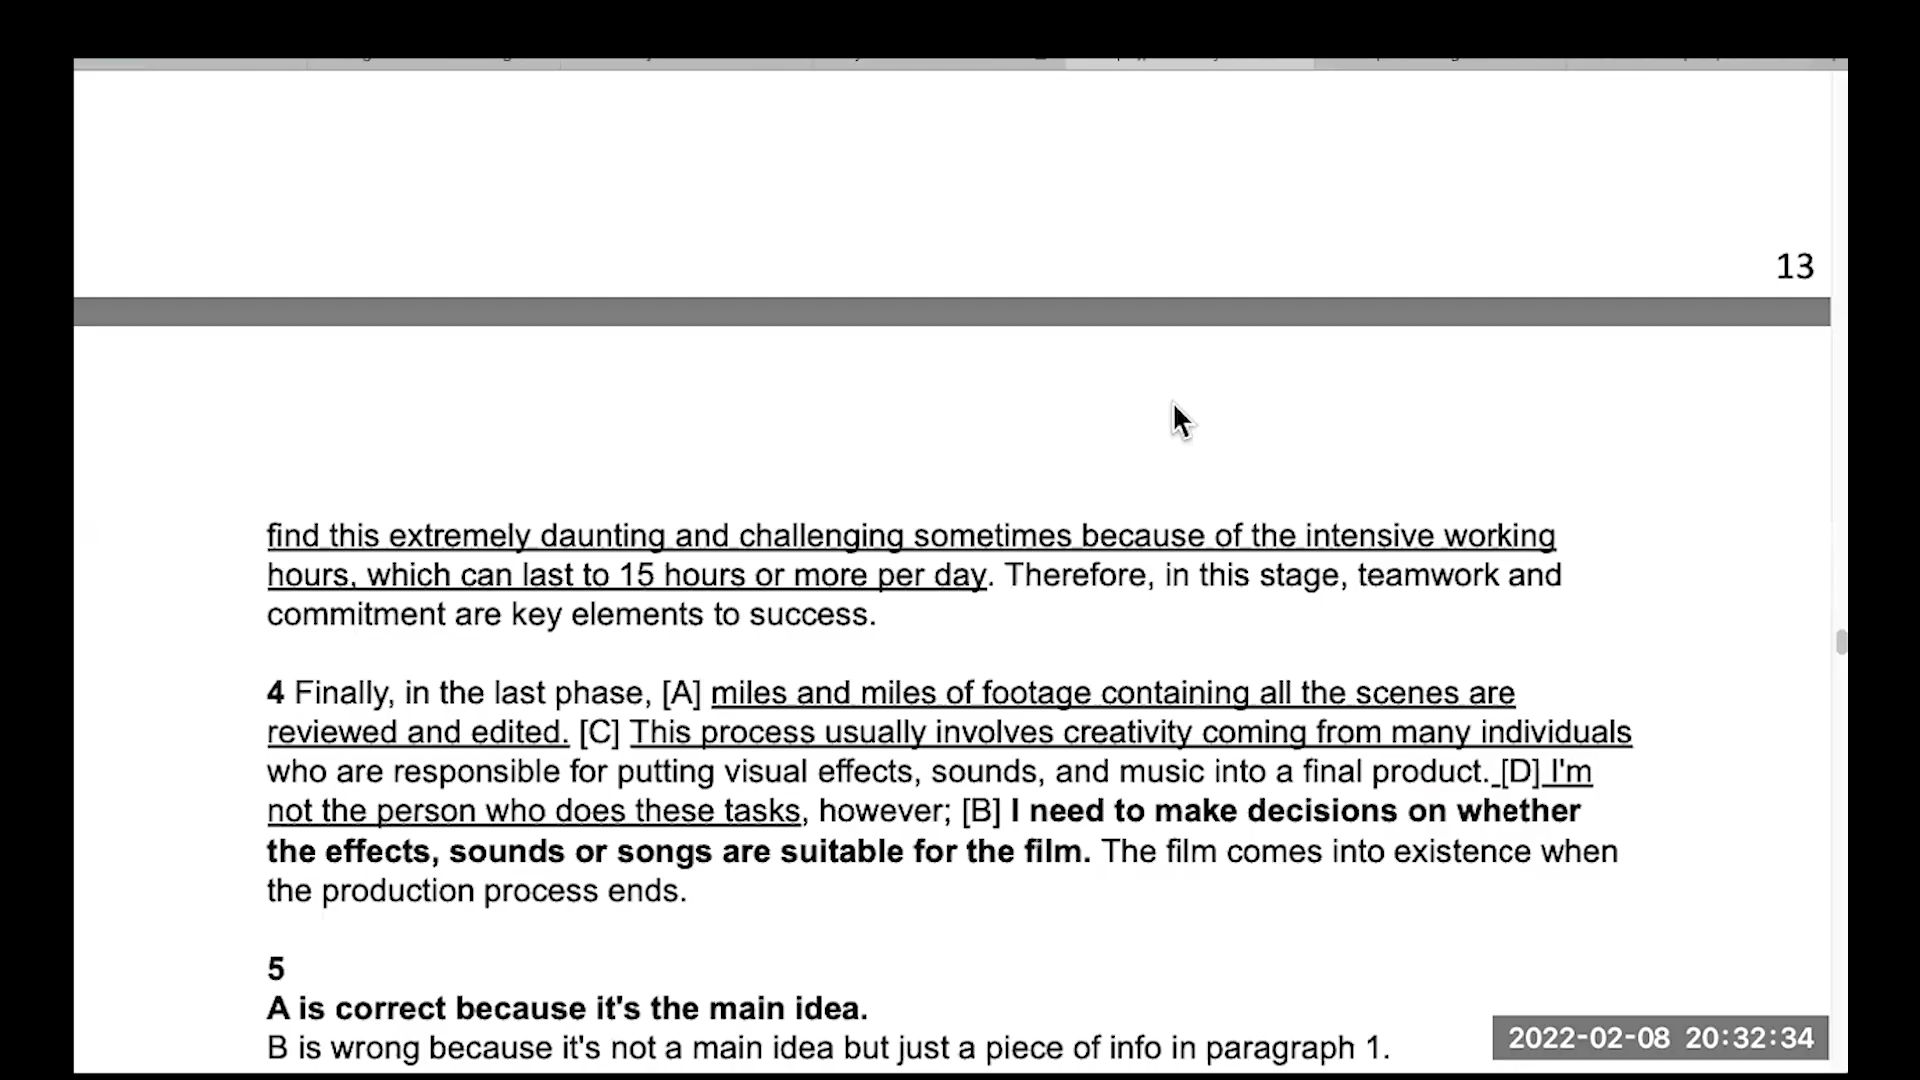 13
find this extremely daunting and challenging sometimes because of the intensive working
hours, which can last to 15 hours or more per day. Therefore, in this stage, teamwork and
commitment are key elements to success.
4 Finally, in the last phase, [A] miles and miles of footage containing all the scenes are
reviewed and edited. [C] This process usually involves creativity coming from many individuals
who are responsible for putting visual effects, sounds, and music into a final product. [D] I'm
not the person who does these tasks, however; [B] I need to make decisions on whether
the effects, sounds or songs are suitable for the film. The film comes into existence when
the production process ends.
5
A is correct because it's the main idea.
B is wrong because it's not a main idea but just a piece of info in paragraph 1.
2022-02-08 20:32:34